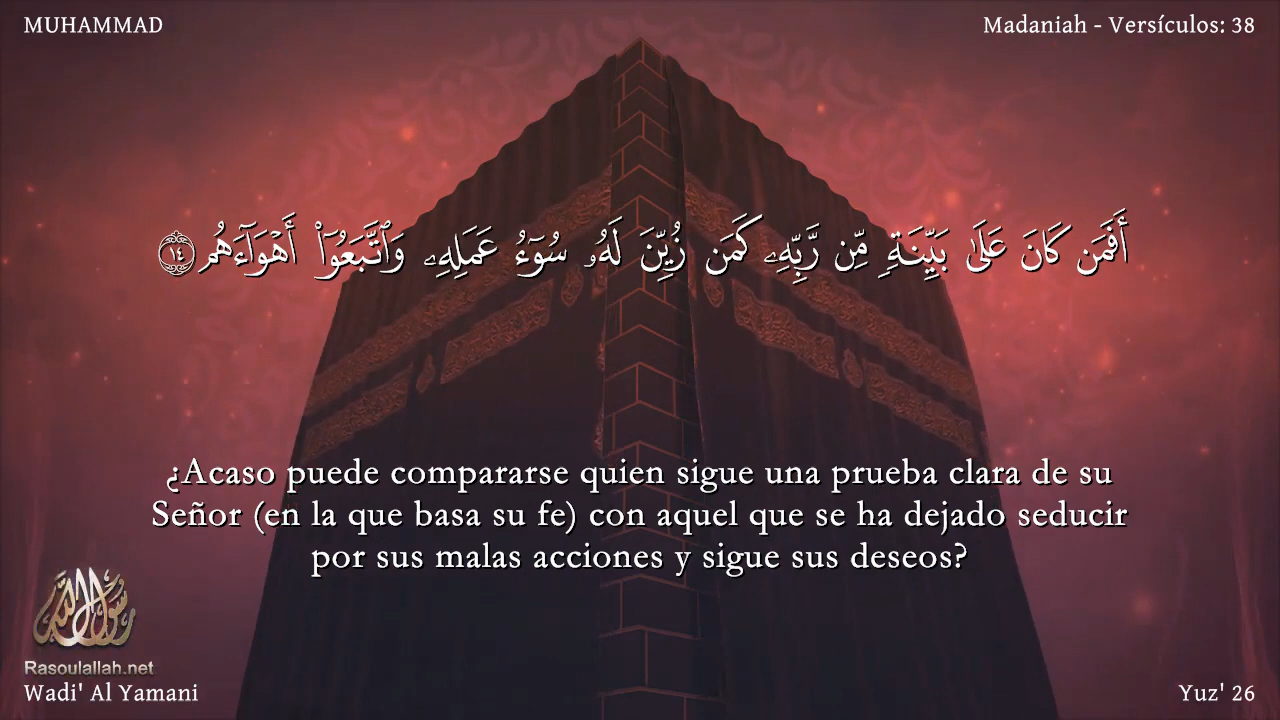 MUHAMMAD
Madaniah - Versículos: 38
أَفَمَن كَانَ عَلَىٰ بَيِّنَةٍ مِّن رَّبِّهِۦ كَمَن زُيِّنَ لَهُۥ سُوٓءُ عَمَلِهِۦ وَٱتَّبَعُوٓا۟ أَهْوَآءَهُم ١٤
¿Acaso puede compararse quien sigue una prueba clara de su
Señor (en la que basa su fe) con aquel que se ha dejado seducir
por sus malas acciones y sigue sus deseos?
رسول الله
Rasoulallah.net
Wadi' Al Yamani
Yuz' 26